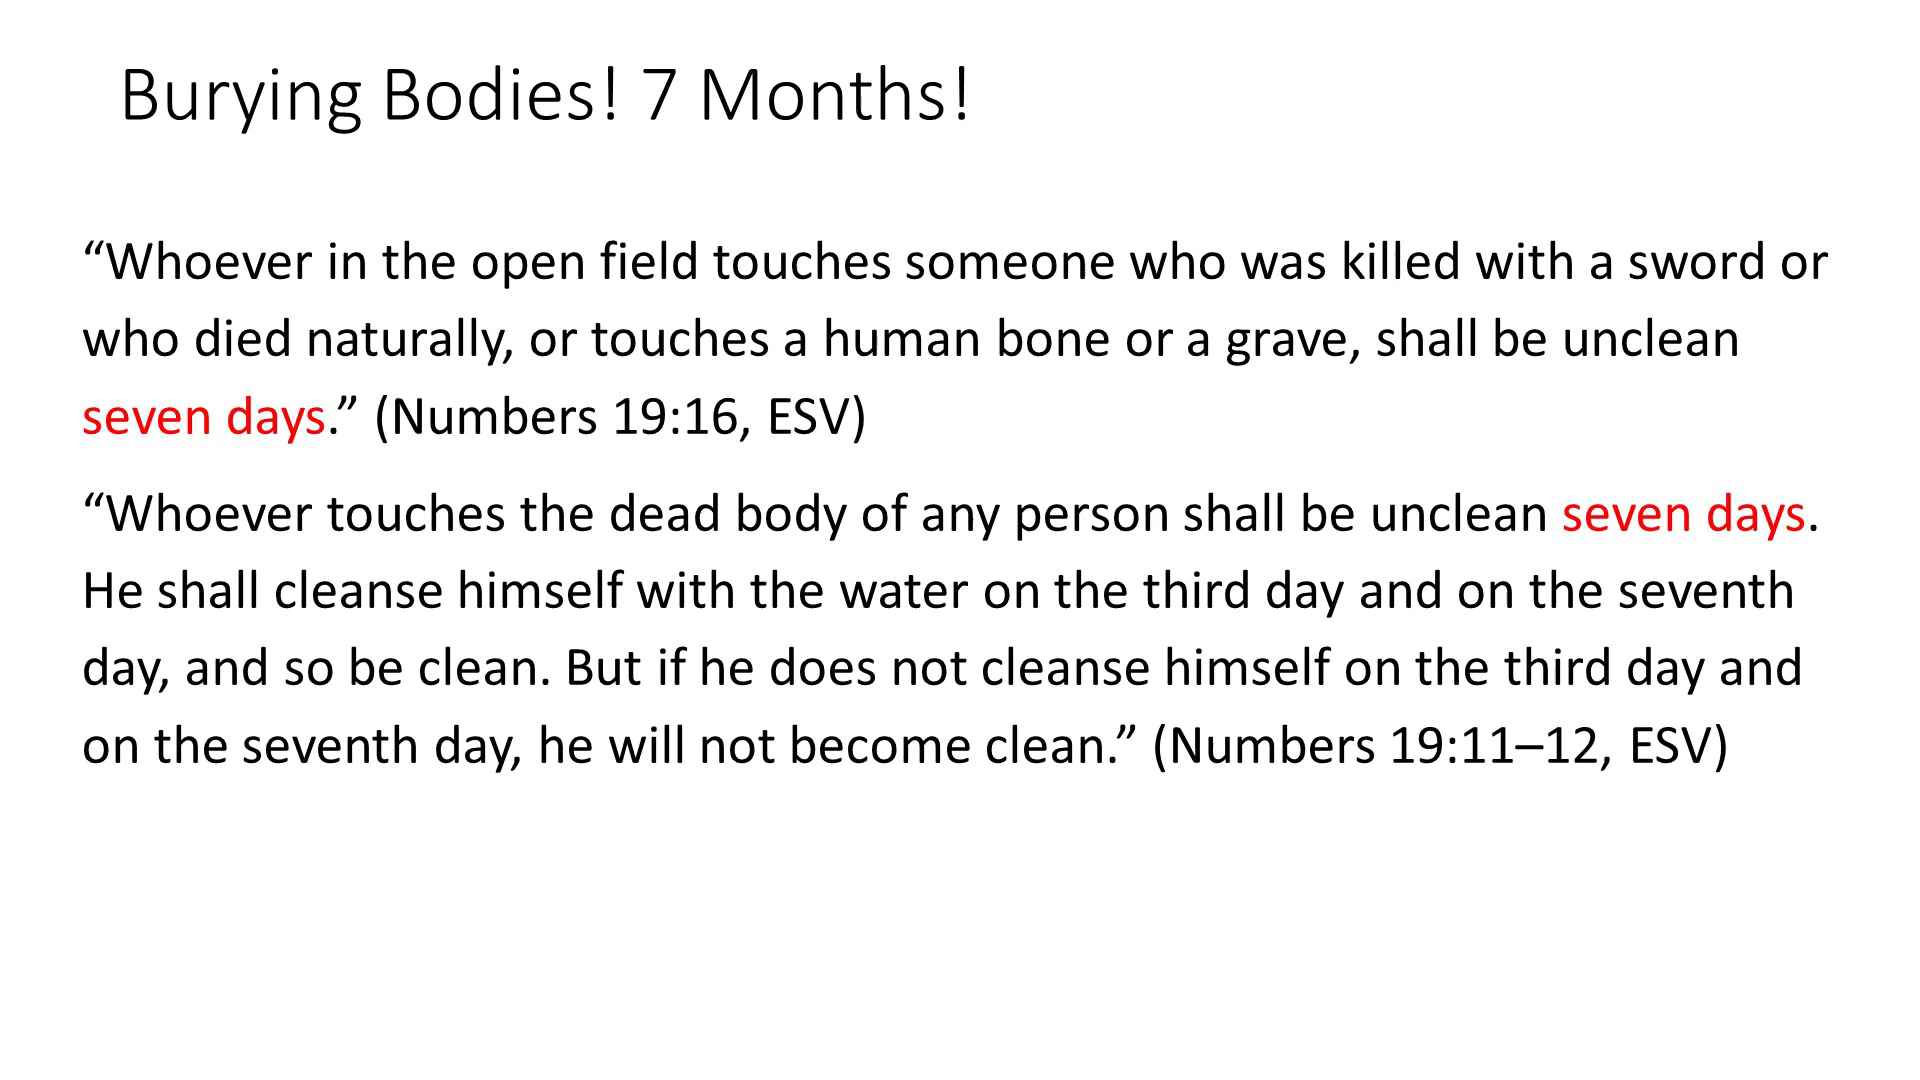 Burying Bodies! 7 Months!
“Whoever in the open field touches someone who was killed with a sword or
who died naturally, or touches a human bone or a grave, shall be unclean
seven days.” (Numbers 19:16, ESV)
“Whoever touches the dead body of any person shall be unclean seven days.
He shall cleanse himself with the water on the third day and on the seventh
day, and so be clean. But if he does not cleanse himself on the third day and
on the seventh day, he will not become clean.” (Numbers 19:11–12, ESV)